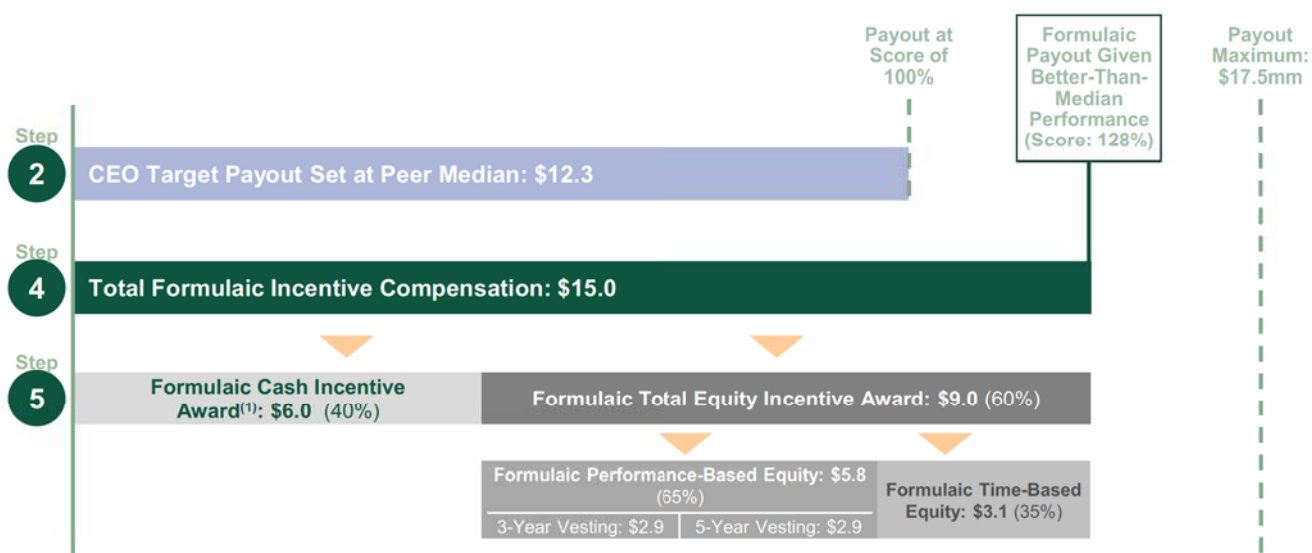 Payout at
Score of
100%
Formulaic
Payout Given
Better-Than-
Median
Performance
(Score: 128%)
Payout
Maximum:
$17.5mm
Step
2
CEO Target Payout Set at Peer Median: $12.3
Step
4
Total Formulaic Incentive Compensation: $15.0
Step
5
Formulaic Cash Incentive
Award(1): $6.0 (40%)
Formulaic Total Equity Incentive Award: $9.0 (60%)
Formulaic Performance-Based Equity: $5.8
(65%)
3-Year Vesting: $2.9
5-Year Vesting: $2.9
Formulaic Time-Based
Equity: $3.1 (35%)